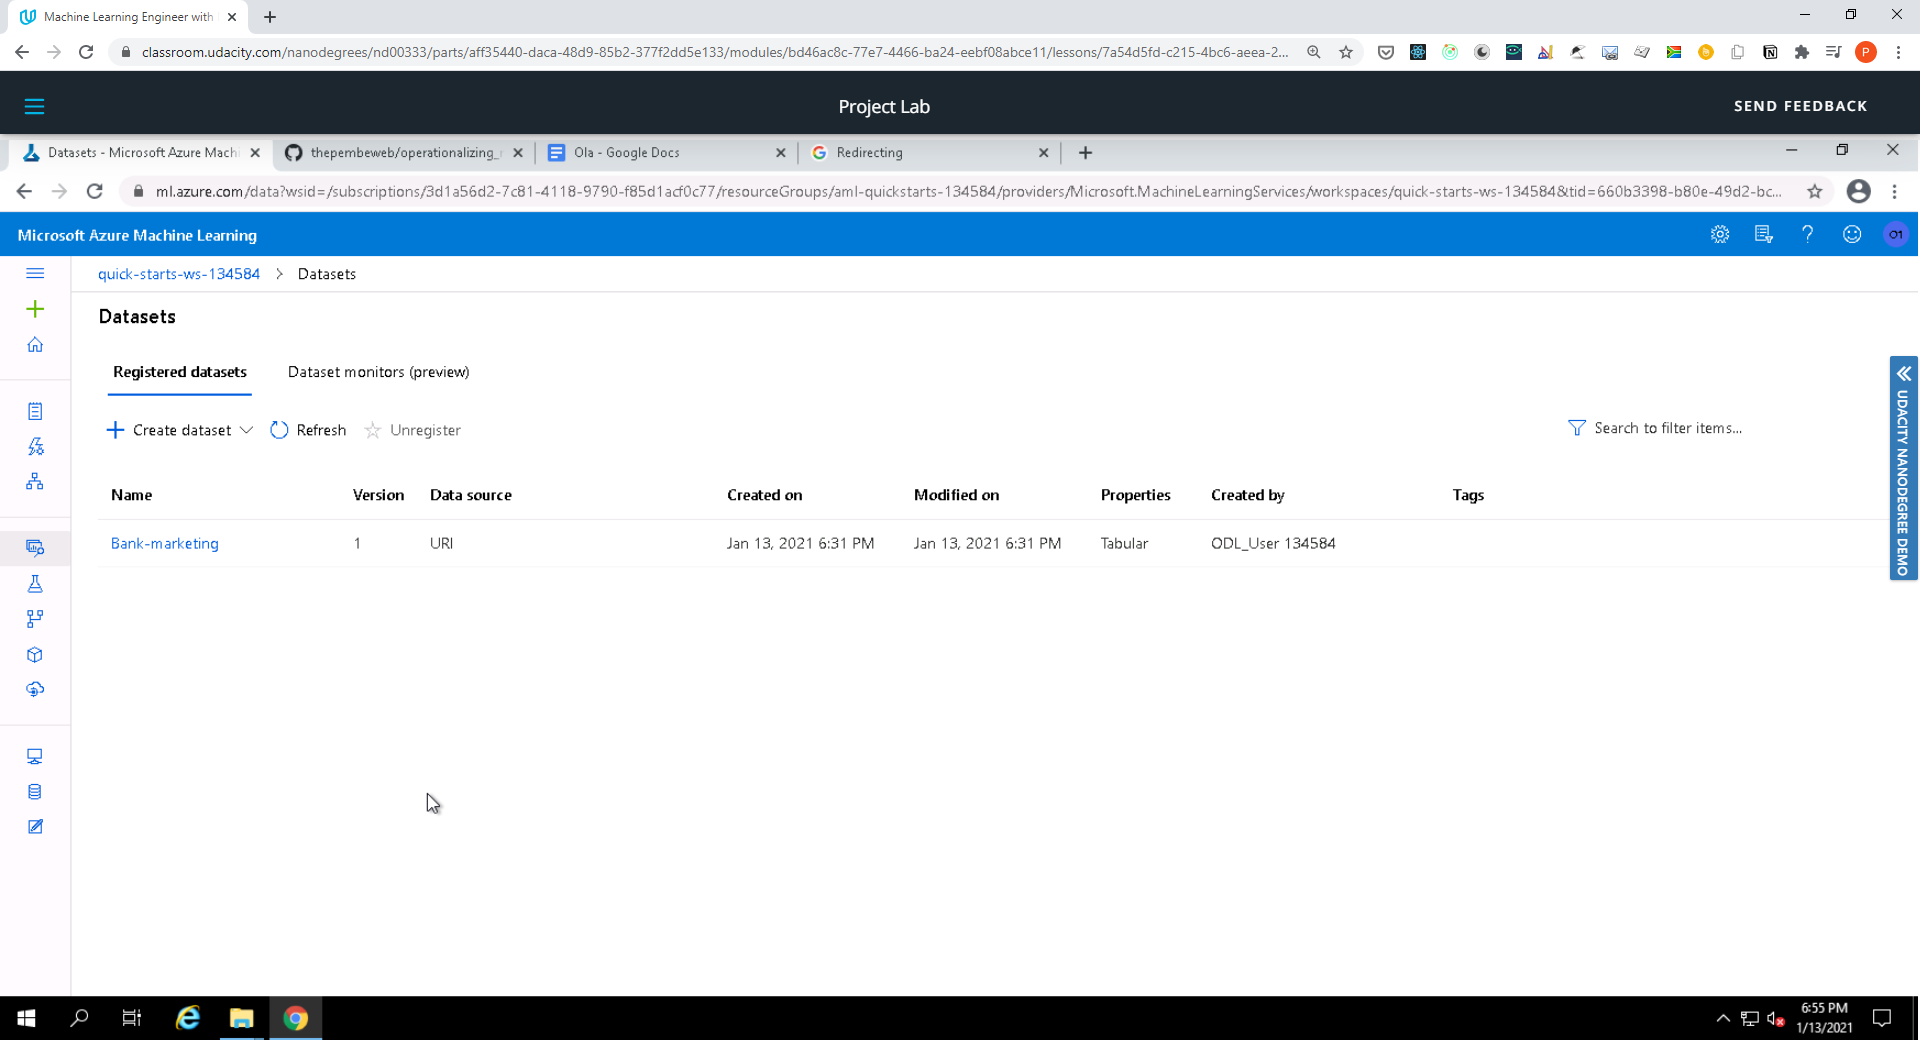 Machine Learning Engineer with
classroom.udacity.com/nanodegrees/nd00333/parts/aff35440-daca-48d9-85b2-377f2dd5e133/modules/bd46ac8c-77e7-4466-ba24-eebf08abce11/lessons/7a54d5fd-c215-4bc6-aeea-2...
P
Project Lab
SEND FEEDBACK
Datasets - Microsoft Azure Machi
thepembeweb/operationalizing_
Ola - Google Docs
Redirecting
ml.azure.com/data?wsid=/subscriptions/3d1a56d2-7c81-4118-9790-f85d1acf0c77/resourceGroups/aml-quickstarts-134584/providers/Microsoft.MachineLearningServices/workspaces/quick-starts-ws-134584&tid=660b3398-b80e-49d2-bc...
Microsoft Azure Machine Learning
O1
quick-starts-ws-134584 > Datasets
Datasets
Registered datasets Dataset monitors (preview)
Create dataset Refresh Unregister Search to filter items...
Name Version Data source Created on Modified on Properties Created by Tags
Bank-marketing 1 URI Jan 13, 2021 6:31 PM Jan 13, 2021 6:31 PM Tabular ODL_User 134584
UDACITY NANODEGREE DEMO
6:55 PM
1/13/2021